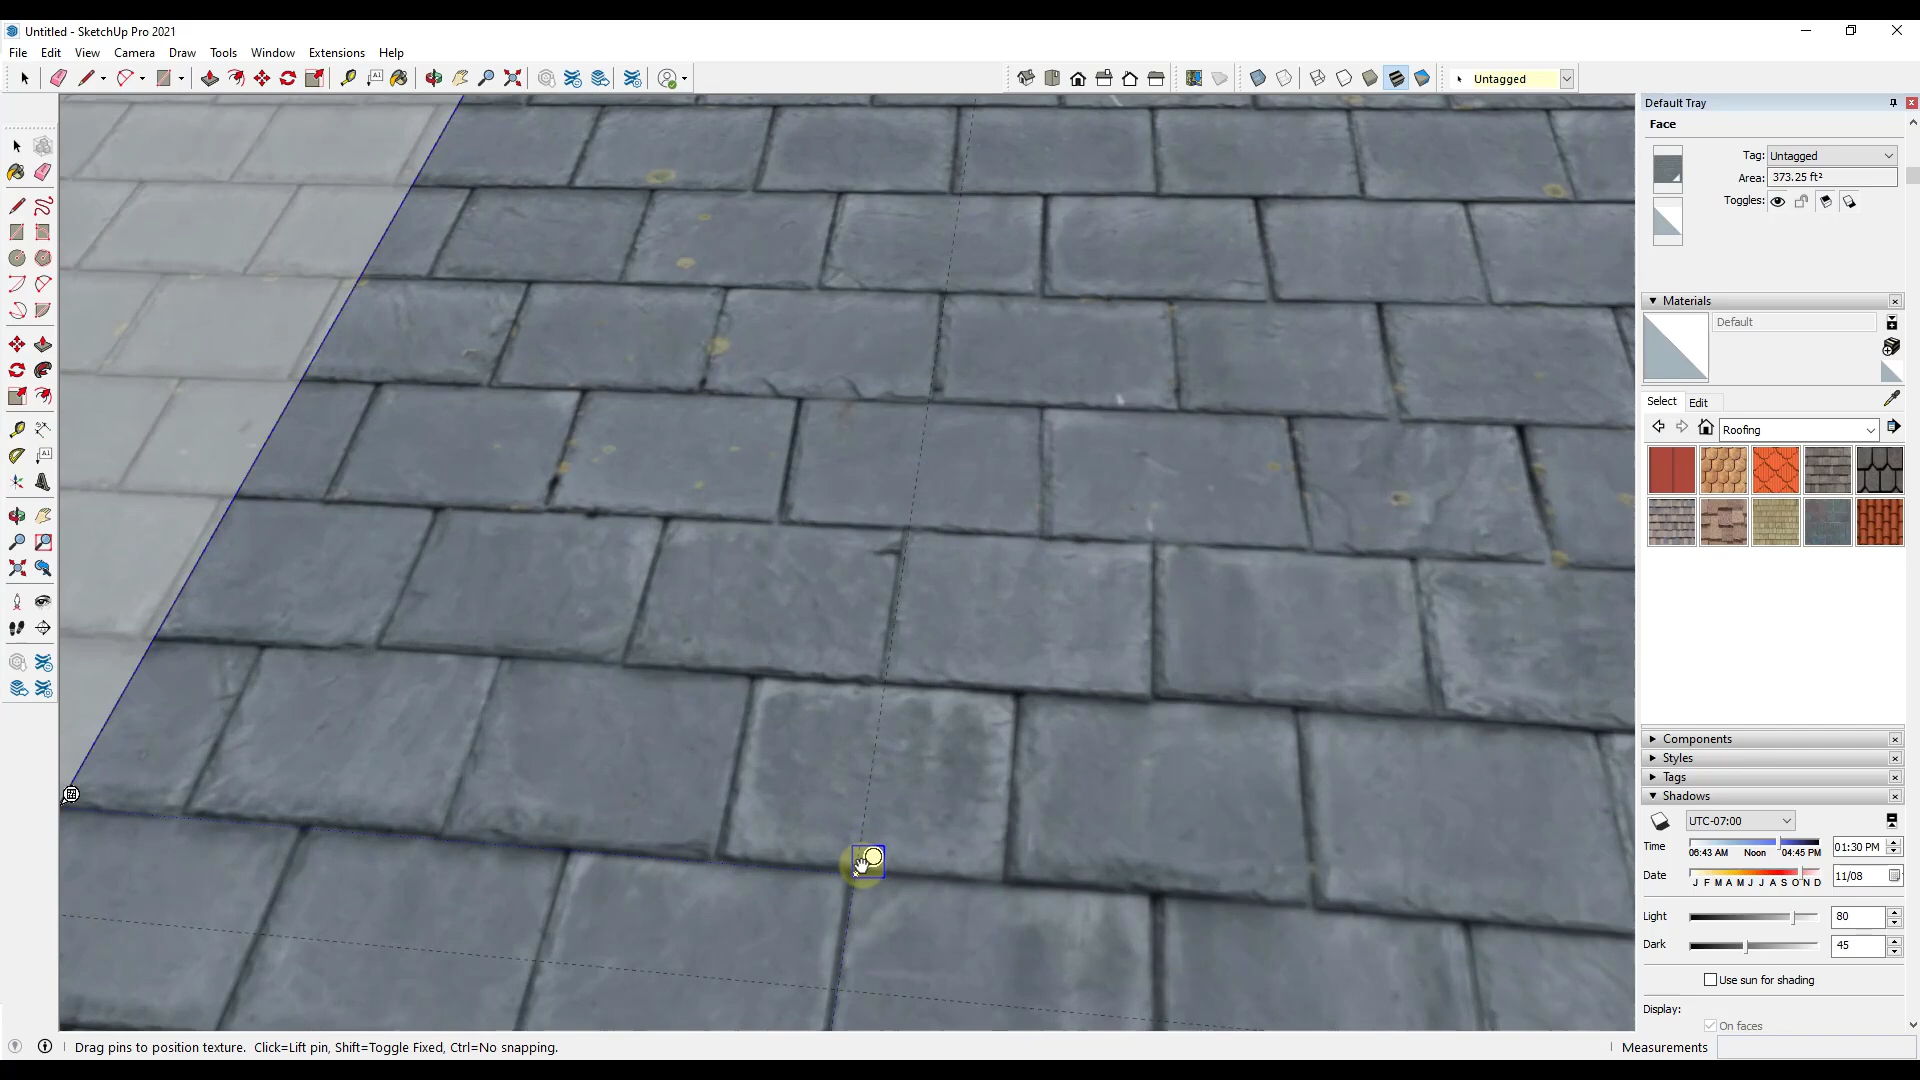 Untitled - SketchUp Pro 2021
File Edit View Camera Draw Tools Window Extensions Help
Untagged
Default Tray
Face
Tag: Untagged
Area: 373.25 ft²
Toggles:
Materials
Default
Select Edit
Roofing
Components
Styles
Tags
Shadows
UTC-07:00
Time 06:43 AM Noon 04:45 PM 01:30 PM
Date J F M A M J J A S O N D 11/08
Light 80
Dark 45
Use sun for shading
Display:
On faces
Drag pins to position texture. Click=Lift pin, Shift=Toggle Fixed, Ctrl=No snapping.
Measurements